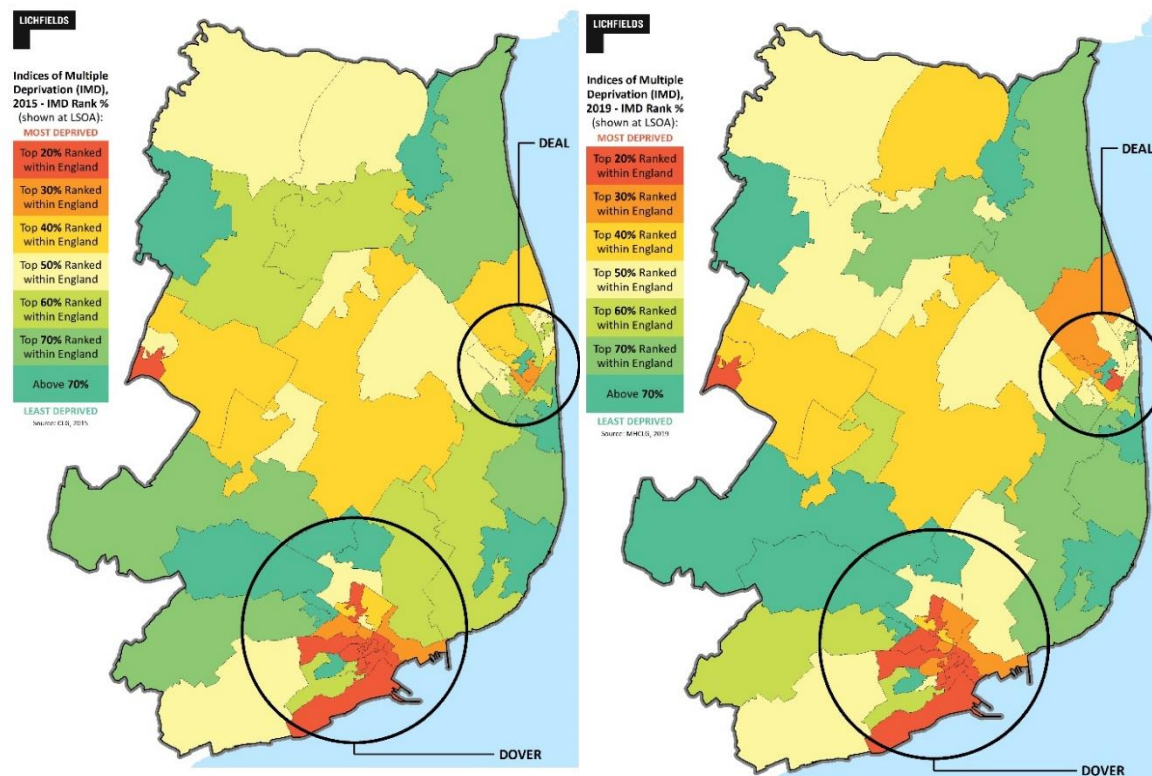 LICHFIELDS
Indices of Multiple
Deprivation (IMD),
2015 - IMD Rank %
(shown at LSOA):
MOST DEPRIVED
Top 20% Ranked
within England
Top 30% Ranked
within England
Top 40% Ranked
within England
Top 50% Ranked
within England
Top 60% Ranked
within England
Top 70% Ranked
within England
Above 70%
LEAST DEPRIVED
Source: CLG, 2015
DEAL
DOVER
LICHFIELDS
Indices of Multiple
Deprivation (IMD),
2019 - IMD Rank %
(shown at LSOA):
MOST DEPRIVED
Top 20% Ranked
within England
Top 30% Ranked
within England
Top 40% Ranked
within England
Top 50% Ranked
within England
Top 60% Ranked
within England
Top 70% Ranked
within England
Above 70%
LEAST DEPRIVED
Source: MHCLG, 2019
DEAL
DOVER